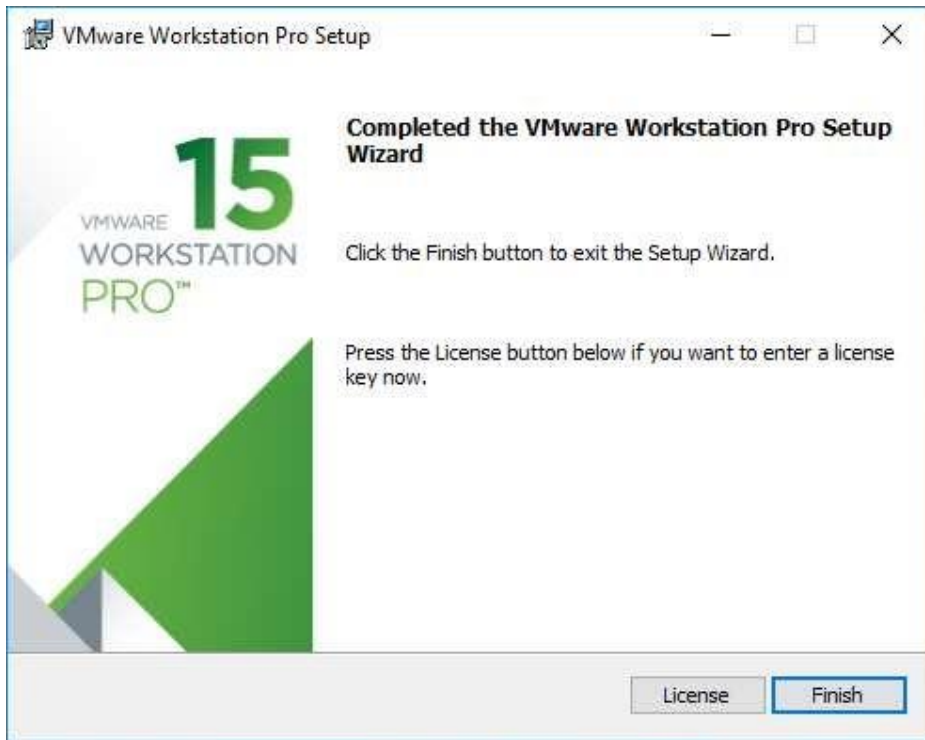 VMware Workstation Pro Setup
Completed the VMware Workstation Pro Setup
Wizard
15
VMWARE
WORKSTATION
PRO™
Click the Finish button to exit the Setup Wizard.
Press the License button below if you want to enter a license
key now.
License
Finish